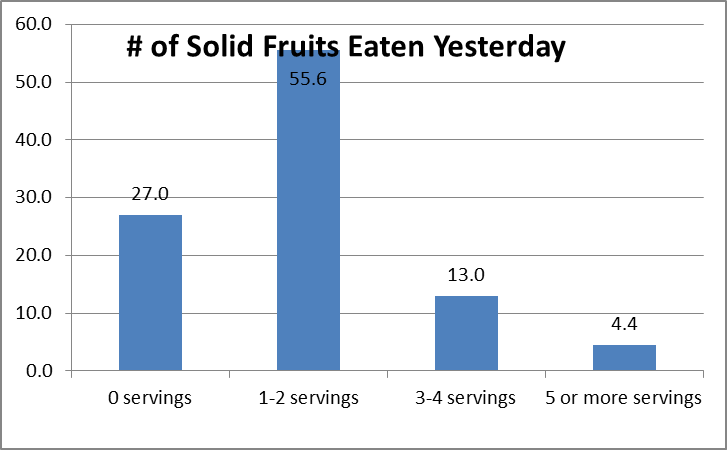 # of Solid Fruits Eaten Yesterday
60.0
50.0
40.0
30.0
20.0
10.0
0.0
27.0
55.6
13.0
4.4
0 servings
1-2 servings
3-4 servings
5 or more servings